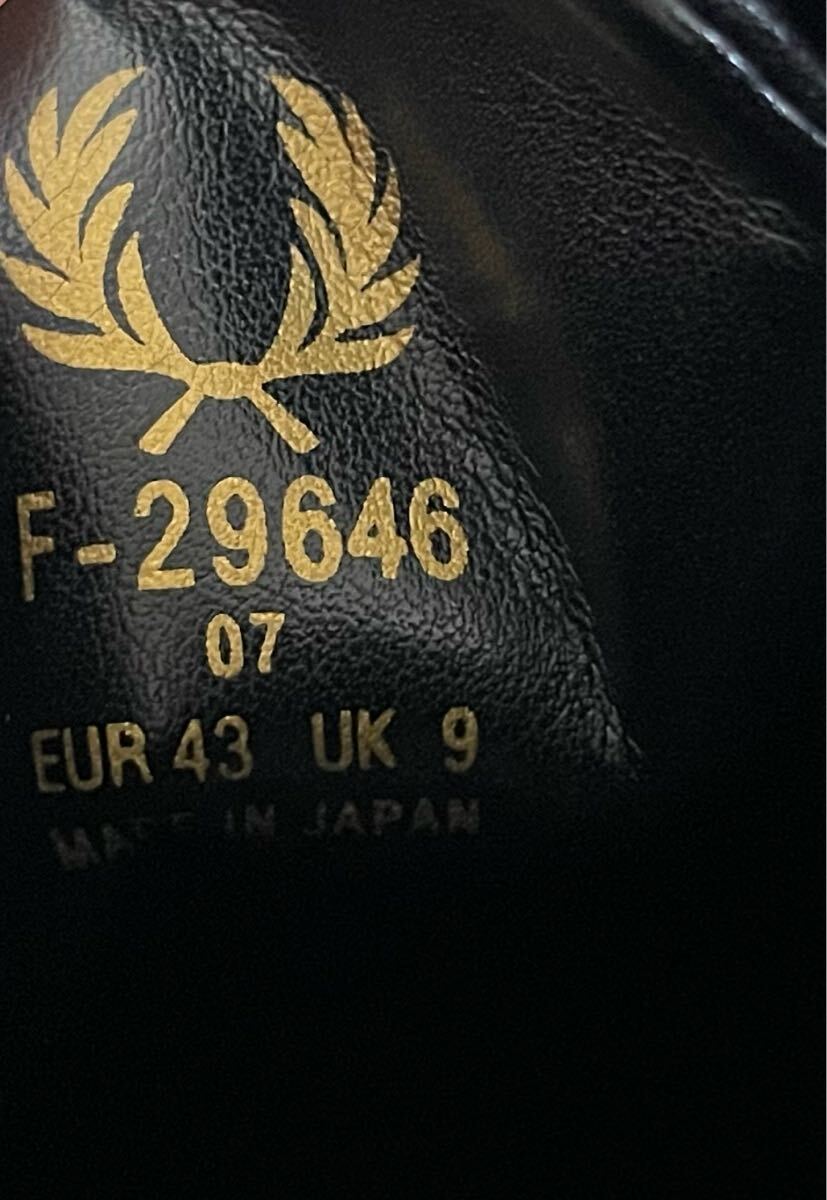 F-29646
07
EUR 43 UK 9
MADE IN JAPAN